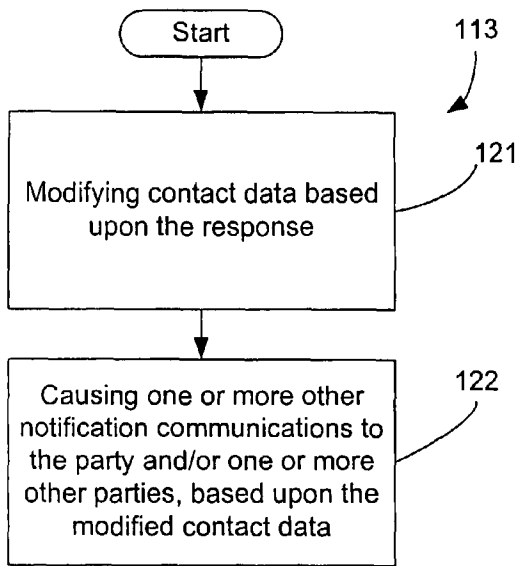 Start
113
121
Modifying contact data based
upon the response
122
Causing one or more other
notification communications to
the party and/or one or more
other parties, based upon the
modified contact data